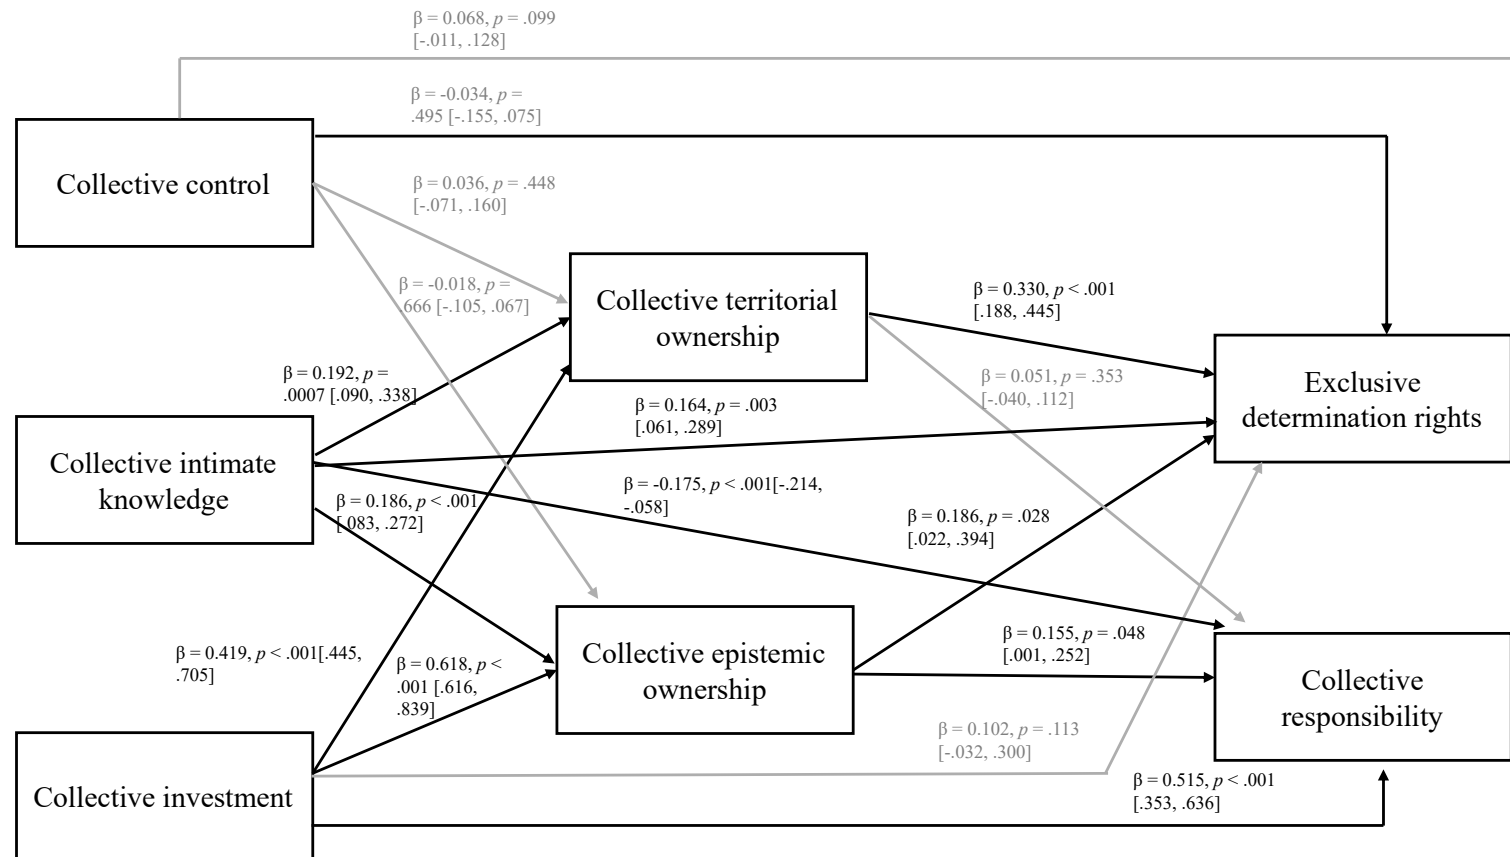 β = 0.068, p = .099
[-.011, .128]
β = -0.034, p =
.495 [-.155, .075]
Collective control
β = 0.036, p = .448
[-.071, .160]
β = -0.018, p =
.666 [-.105, .067]
Collective territorial
ownership
β = 0.330, p < .001
[.188, .445]
β = 0.192, p =
.0007 [.090, .338]
β = 0.051, p = .353
[-.040, .112]
Exclusive
determination rights
β = 0.164, p = .003
[.061, .289]
Collective intimate
knowledge
β = 0.186, p < .001
[.083, .272]
β = -0.175, p < .001[-.214,
-.058]
β = 0.186, p = .028
[.022, .394]
β = 0.419, p < .001[.445,
.705]
β = 0.618, p <
.001 [.616,
.839]
Collective epistemic
ownership
β = 0.155, p = .048
[.001, .252]
Collective
responsibility
β = 0.102, p = .113
[-.032, .300]
Collective investment
β = 0.515, p < .001
[.353, .636]